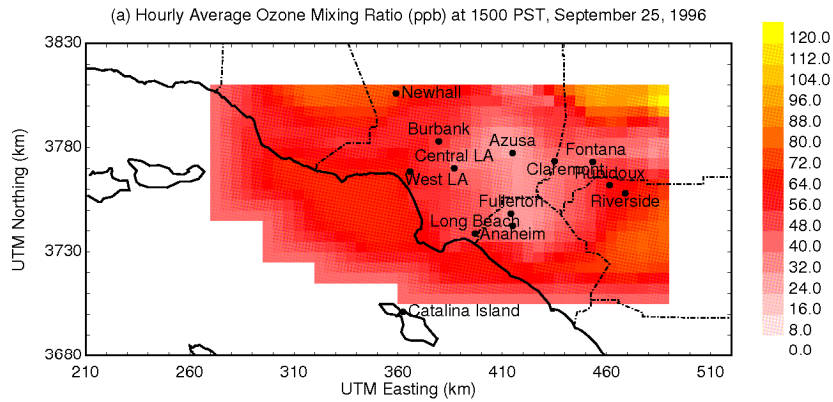 (a) Hourly Average Ozone Mixing Ratio (ppb) at 1500 PST, September 25, 1996
3830
3780
3730
3680
UTM Northing (km)
210
260
310
360
410
460
510
UTM Easting (km)
Newhall
Burbank
Azusa
Central LA
Fontana
Claremont
West LA
Rubidoux
Fullerton
Riverside
Long Beach
Anaheim
Catalina Island
120.0
112.0
104.0
96.0
88.0
80.0
72.0
64.0
56.0
48.0
40.0
32.0
24.0
16.0
8.0
0.0